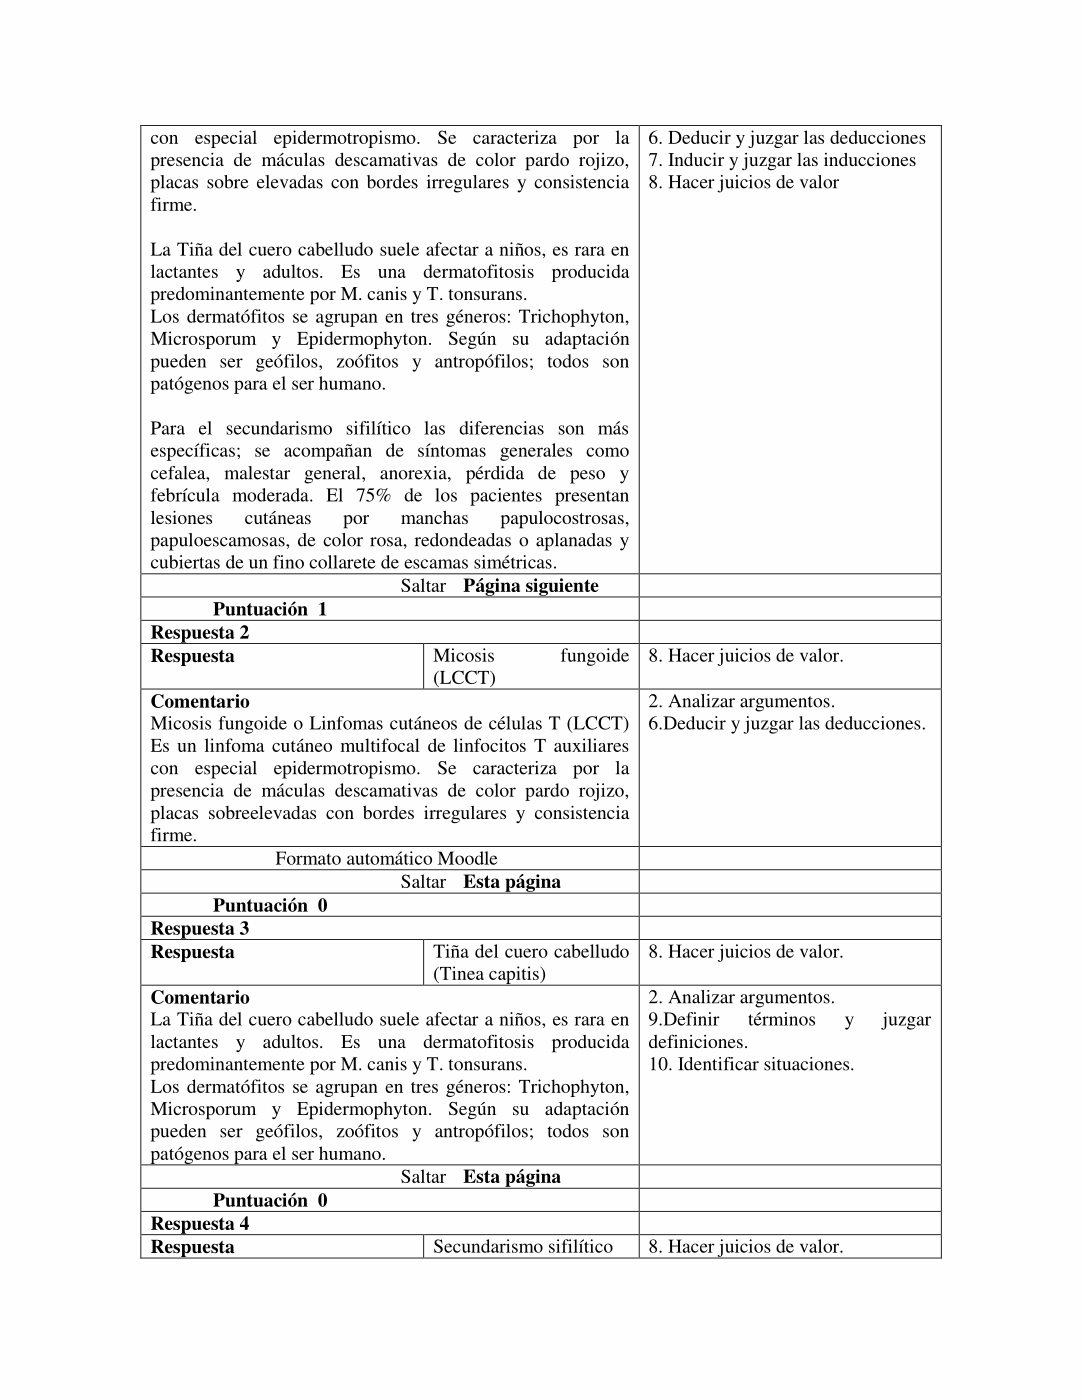 con especial epidermotropismo. Se caracteriza por la
presencia de máculas descamativas de color pardo rojizo,
placas sobre elevadas con bordes irregulares y consistencia
firme.
6. Deducir y juzgar las deducciones
7. Inducir y juzgar las inducciones
8. Hacer juicios de valor
La Tiña del cuero cabelludo suele afectar a niños, es rara en
lactantes y adultos. Es una dermatofitosis producida
predominantemente por M. canis y T. tonsurans.
Los dermatófitos se agrupan en tres géneros: Trichophyton,
Microsporum y Epidermophyton. Según su adaptación
pueden ser geófilos, zoófitos y antropófilos; todos son
patógenos para el ser humano.
Para el secundarismo sifilítico las diferencias son más
específicas; se acompañan de síntomas generales como
cefalea, malestar general, anorexia, pérdida de peso y
febrícula moderada. El 75% de los pacientes presentan
lesiones cutáneas por manchas papulocostrosas,
papuloescamosas, de color rosa, redondeadas o aplanadas y
cubiertas de un fino collarete de escamas simétricas.
Saltar Página siguiente
Puntuación 1
Respuesta 2
Respuesta
Micosis fungoide
(LCCT)
8. Hacer juicios de valor.
Comentario
Micosis fungoide o Linfomas cutáneos de células T (LCCT)
Es un linfoma cutáneo multifocal de linfocitos T auxiliares
con especial epidermotropismo. Se caracteriza por la
presencia de máculas descamativas de color pardo rojizo,
placas sobreelevadas con bordes irregulares y consistencia
firme.
2. Analizar argumentos.
6.Deducir y juzgar las deducciones.
Formato automático Moodle
Saltar Esta página
Puntuación 0
Respuesta 3
Respuesta
Tiña del cuero cabelludo
(Tinea capitis)
8. Hacer juicios de valor.
Comentario
La Tiña del cuero cabelludo suele afectar a niños, es rara en
lactantes y adultos. Es una dermatofitosis producida
predominantemente por M. canis y T. tonsurans.
Los dermatófitos se agrupan en tres géneros: Trichophyton,
Microsporum y Epidermophyton. Según su adaptación
pueden ser geófilos, zoófitos y antropófilos; todos son
patógenos para el ser humano.
2. Analizar argumentos.
9.Definir términos y juzgar
definiciones.
10. Identificar situaciones.
Saltar Esta página
Puntuación 0
Respuesta 4
Respuesta
Secundarismo sifilítico
8. Hacer juicios de valor.